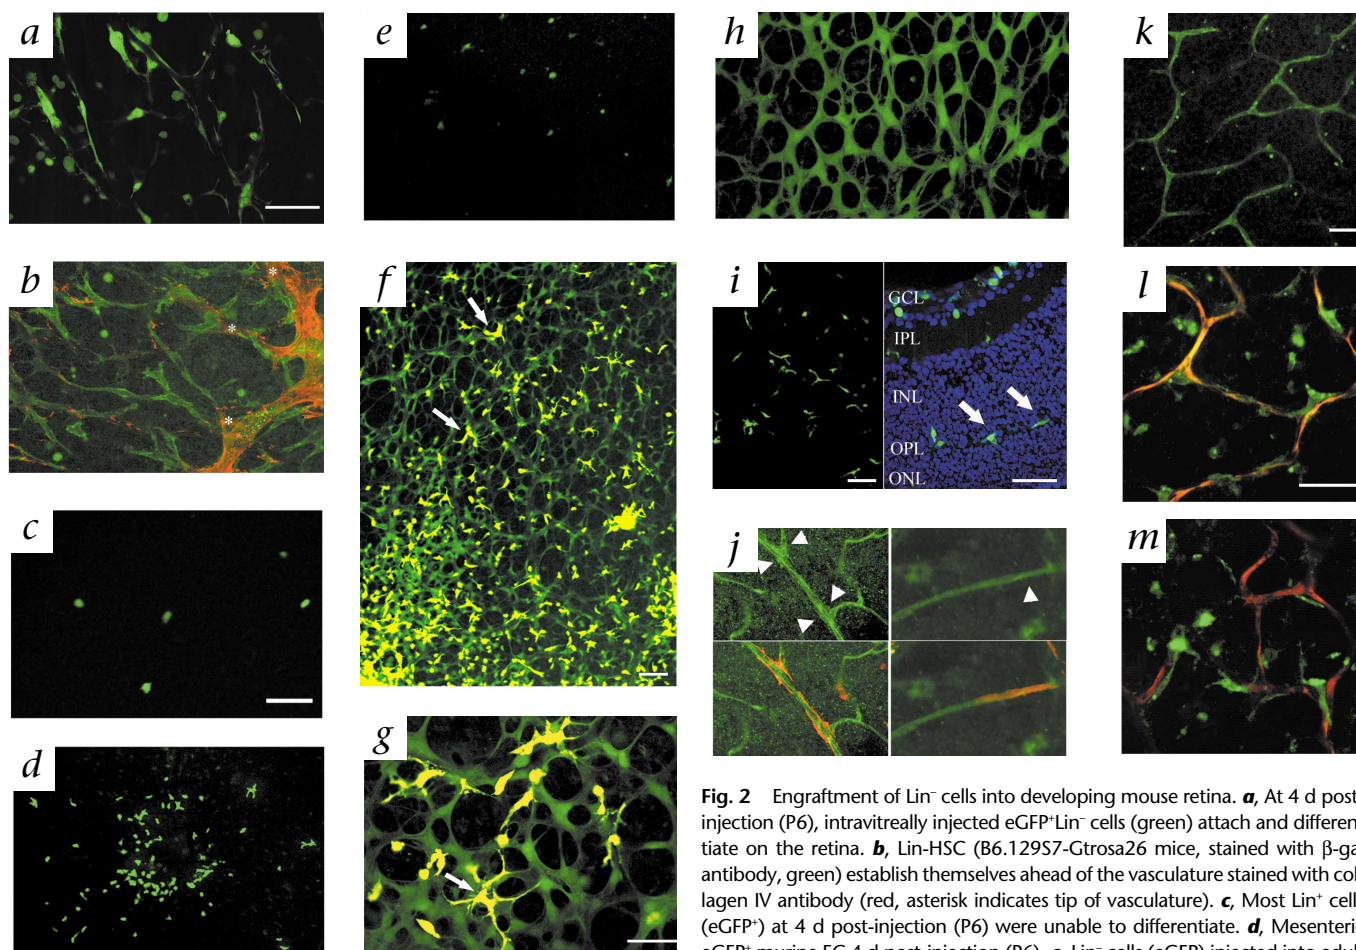 a
e
h
k
b
f
i
GCL
IPL
INL
OPL
ONL
l
c
j
m
d
g
Fig. 2 Engraftment of Lin⁻ cells into developing mouse retina. a, At 4 d post-
injection (P6), intravitreally injected eGFP⁺Lin⁻ cells (green) attach and differen-
tiate on the retina. b, Lin-HSC (B6.129S7-Gtrosa26 mice, stained with β-gal
antibody, green) establish themselves ahead of the vasculature stained with col-
lagen IV antibody (red, asterisk indicates tip of vasculature). c, Most Lin⁺ cell
(eGFP⁺) at 4 d post-injection (P6) were unable to differentiate. d, Mesenteri